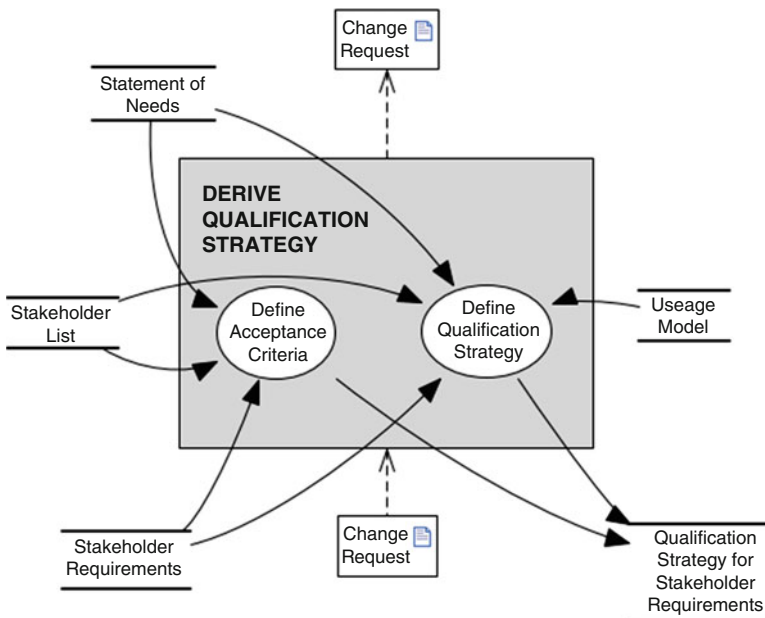 Change
Request
Statement of
Needs
DERIVE
QUALIFICATION
STRATEGY
Stakeholder
List
Define
Acceptance
Criteria
Define
Qualification
Strategy
Useage
Model
Stakeholder
Requirements
Change
Request
Qualification
Strategy for
Stakeholder
Requirements